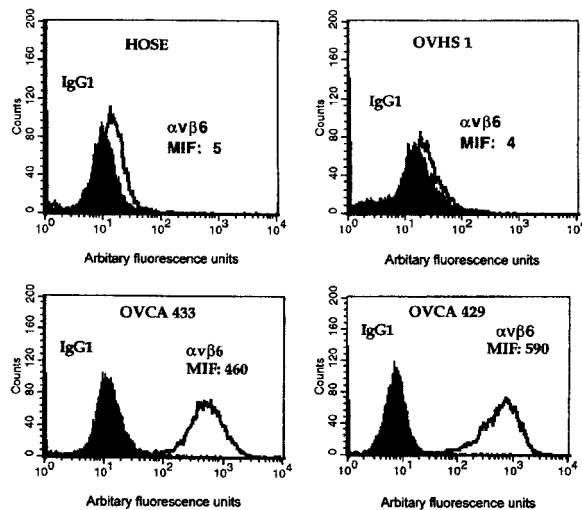 HOSE
IgG1
αvβ6
MIF: 5
Counts
200
160
120
80
40
0
10^0 10^1 10^2 10^3 10^4
Arbitary fluorescence units
OVHS 1
IgG1
αvβ6
MIF: 4
Counts
200
160
120
80
40
0
10^0 10^1 10^2 10^3 10^4
Arbitary fluorescence units
OVCA 433
IgG1
αvβ6
MIF: 460
Counts
200
160
120
80
40
0
10^0 10^1 10^2 10^3 10^4
Arbitary fluorescence units
OVCA 429
IgG1
αvβ6
MIF: 590
Counts
200
160
120
80
40
0
10^0 10^1 10^2 10^3 10^4
Arbitary fluorescence units